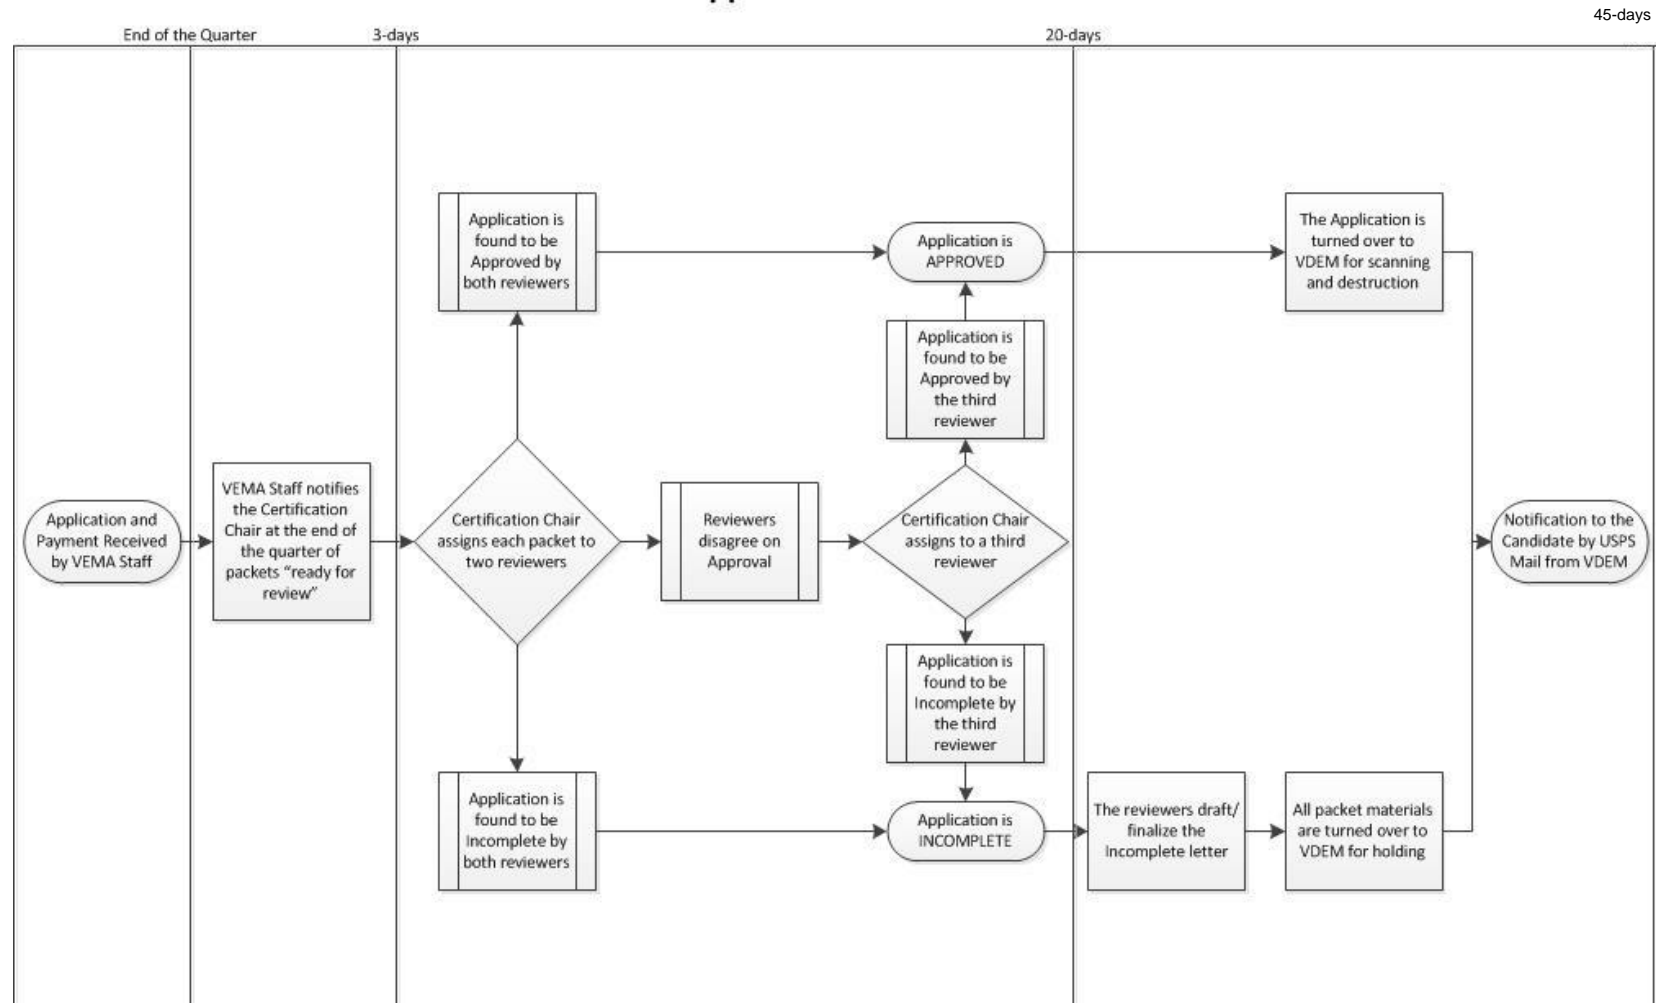 45-days
End of the Quarter
3-days
20-days
Application is
found to be
Approved by
both reviewers
Application is
APPROVED
The Application is
turned over to
VDEM for scanning
and destruction
Application is
found to be
Approved by
the third
reviewer
Application and
Payment Received
by VEMA Staff
VEMA Staff notifies
the Certification
Chair at the end of
the quarter of
packets “ready for
review”
Certification Chair
assigns each packet to
two reviewers
Reviewers
disagree on
Approval
Certification Chair
assigns to a third
reviewer
Notification to the
Candidate by USPS
Mail from VDEM
Application is
found to be
Incomplete by
the third
reviewer
Application is
found to be
Incomplete by
both reviewers
Application is
INCOMPLETE
The reviewers draft/
finalize the
Incomplete letter
All packet materials
are turned over to
VDEM for holding